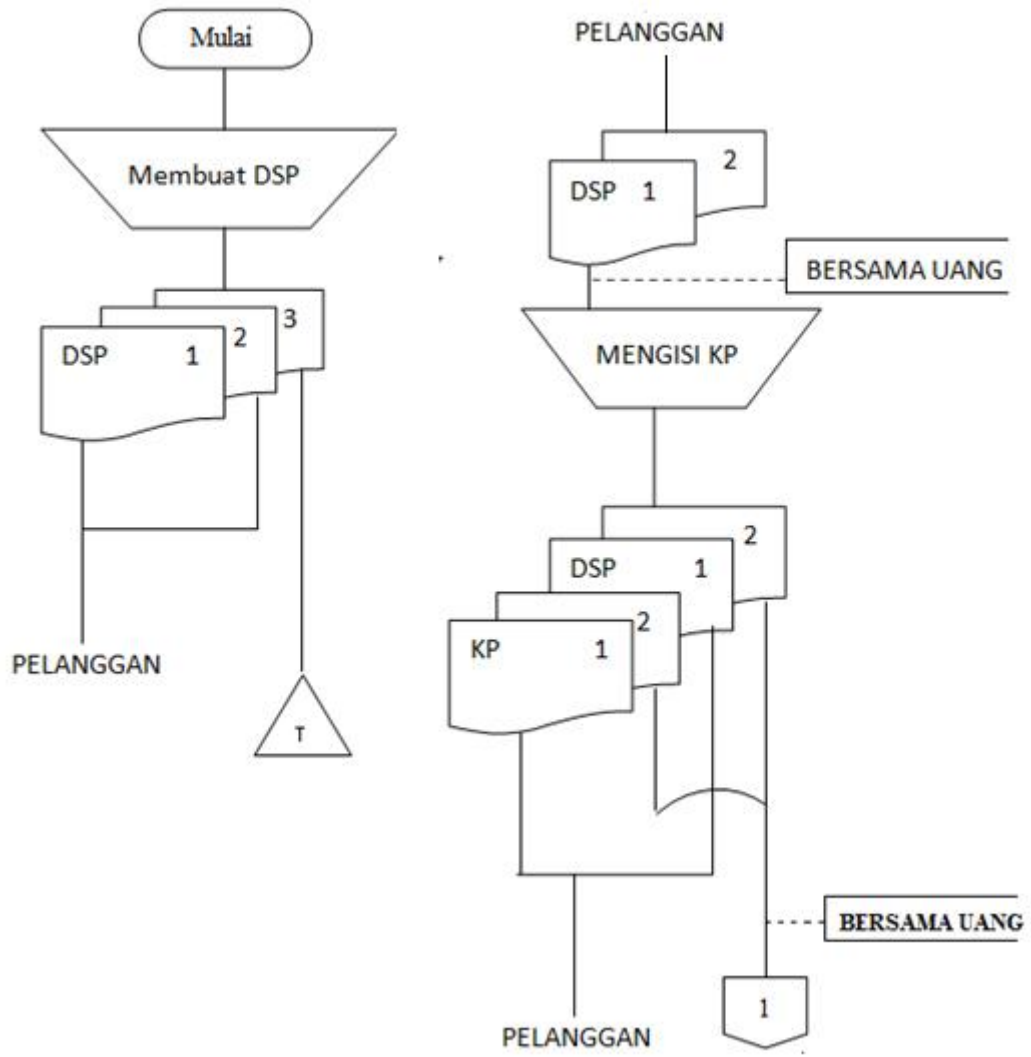 Mulai
Membuat DSP
3
2
DSP 1
PELANGGAN
T
PELANGGAN
2
DSP 1
BERSAMA UANG
MENGISI KP
2
DSP 1
2
KP 1
BERSAMA UANG
1
PELANGGAN